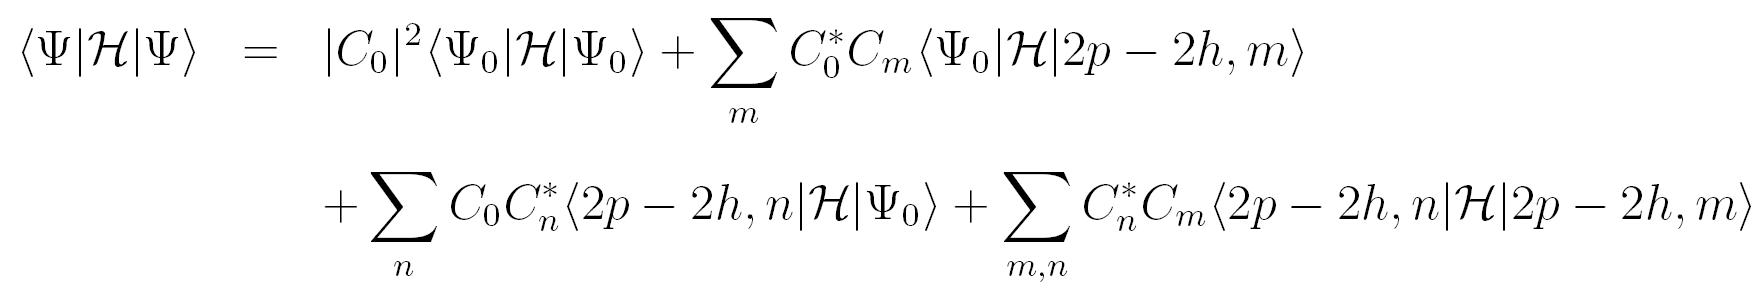 ⟨Ψ|ℋ|Ψ⟩ = |C₀|²⟨Ψ₀|ℋ|Ψ₀⟩ + ∑ₘ C₀*Cₘ⟨Ψ₀|ℋ|2p − 2h, m⟩
+ ∑ₙ C₀Cₙ*⟨2p − 2h, n|ℋ|Ψ₀⟩ + ∑_{m,n} Cₙ*Cₘ⟨2p − 2h, n|ℋ|2p − 2h, m⟩